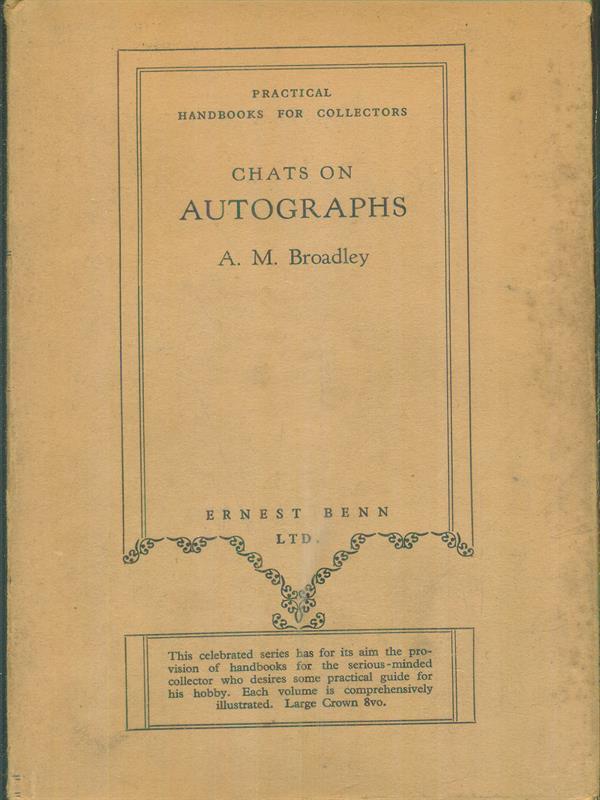 PRACTICAL
HANDBOOKS FOR COLLECTORS
CHATS ON
AUTOGRAPHS
A. M. Broadley
ERNEST BENN
LTD.
This celebrated series has for its aim the pro-
vision of handbooks for the serious-minded
collector who desires some practical guide for
his hobby. Each volume is comprehensively
illustrated. Large Crown 8vo.